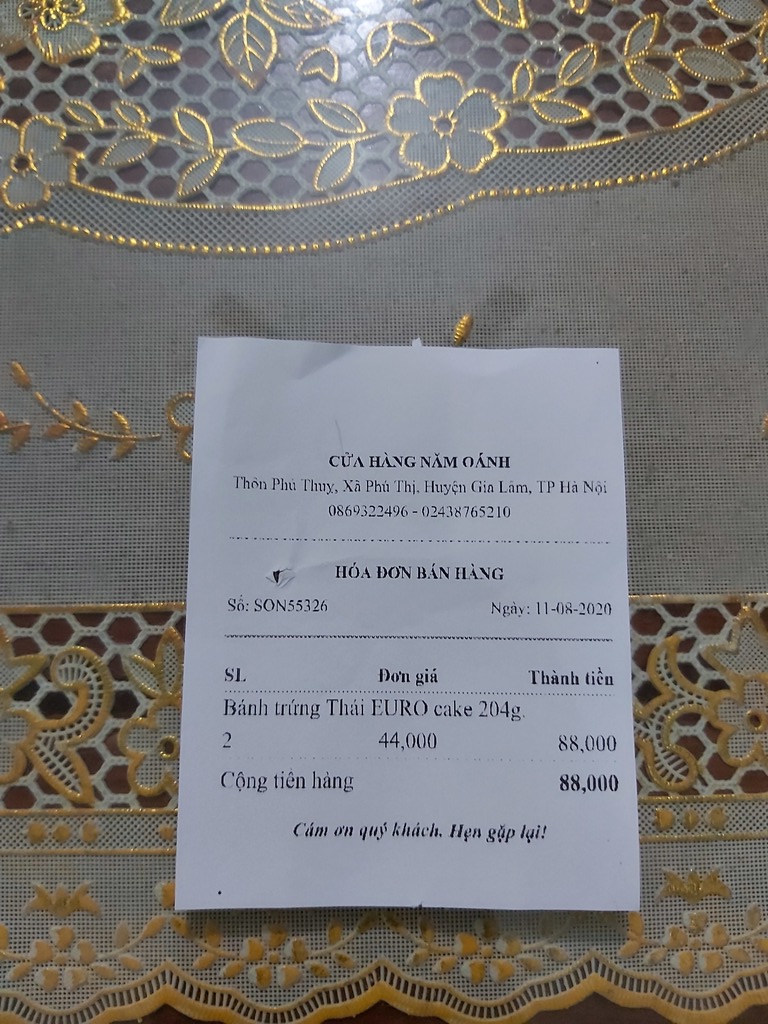 CỬA HÀNG NĂM OÁNH
Thôn Phú Thuỵ, Xã Phú Thị, Huyện Gia Lâm, TP Hà Nội
0869322496 - 02438765210
HÓA ĐƠN BÁN HÀNG
Số: SON55326 Ngày: 11-08-2020
SL Đơn giá Thành tiền
Bánh trứng Thái EURO cake 204g.
2 44,000 88,000
Cộng tiền hàng 88,000
Cám ơn quý khách. Hẹn gặp lại!